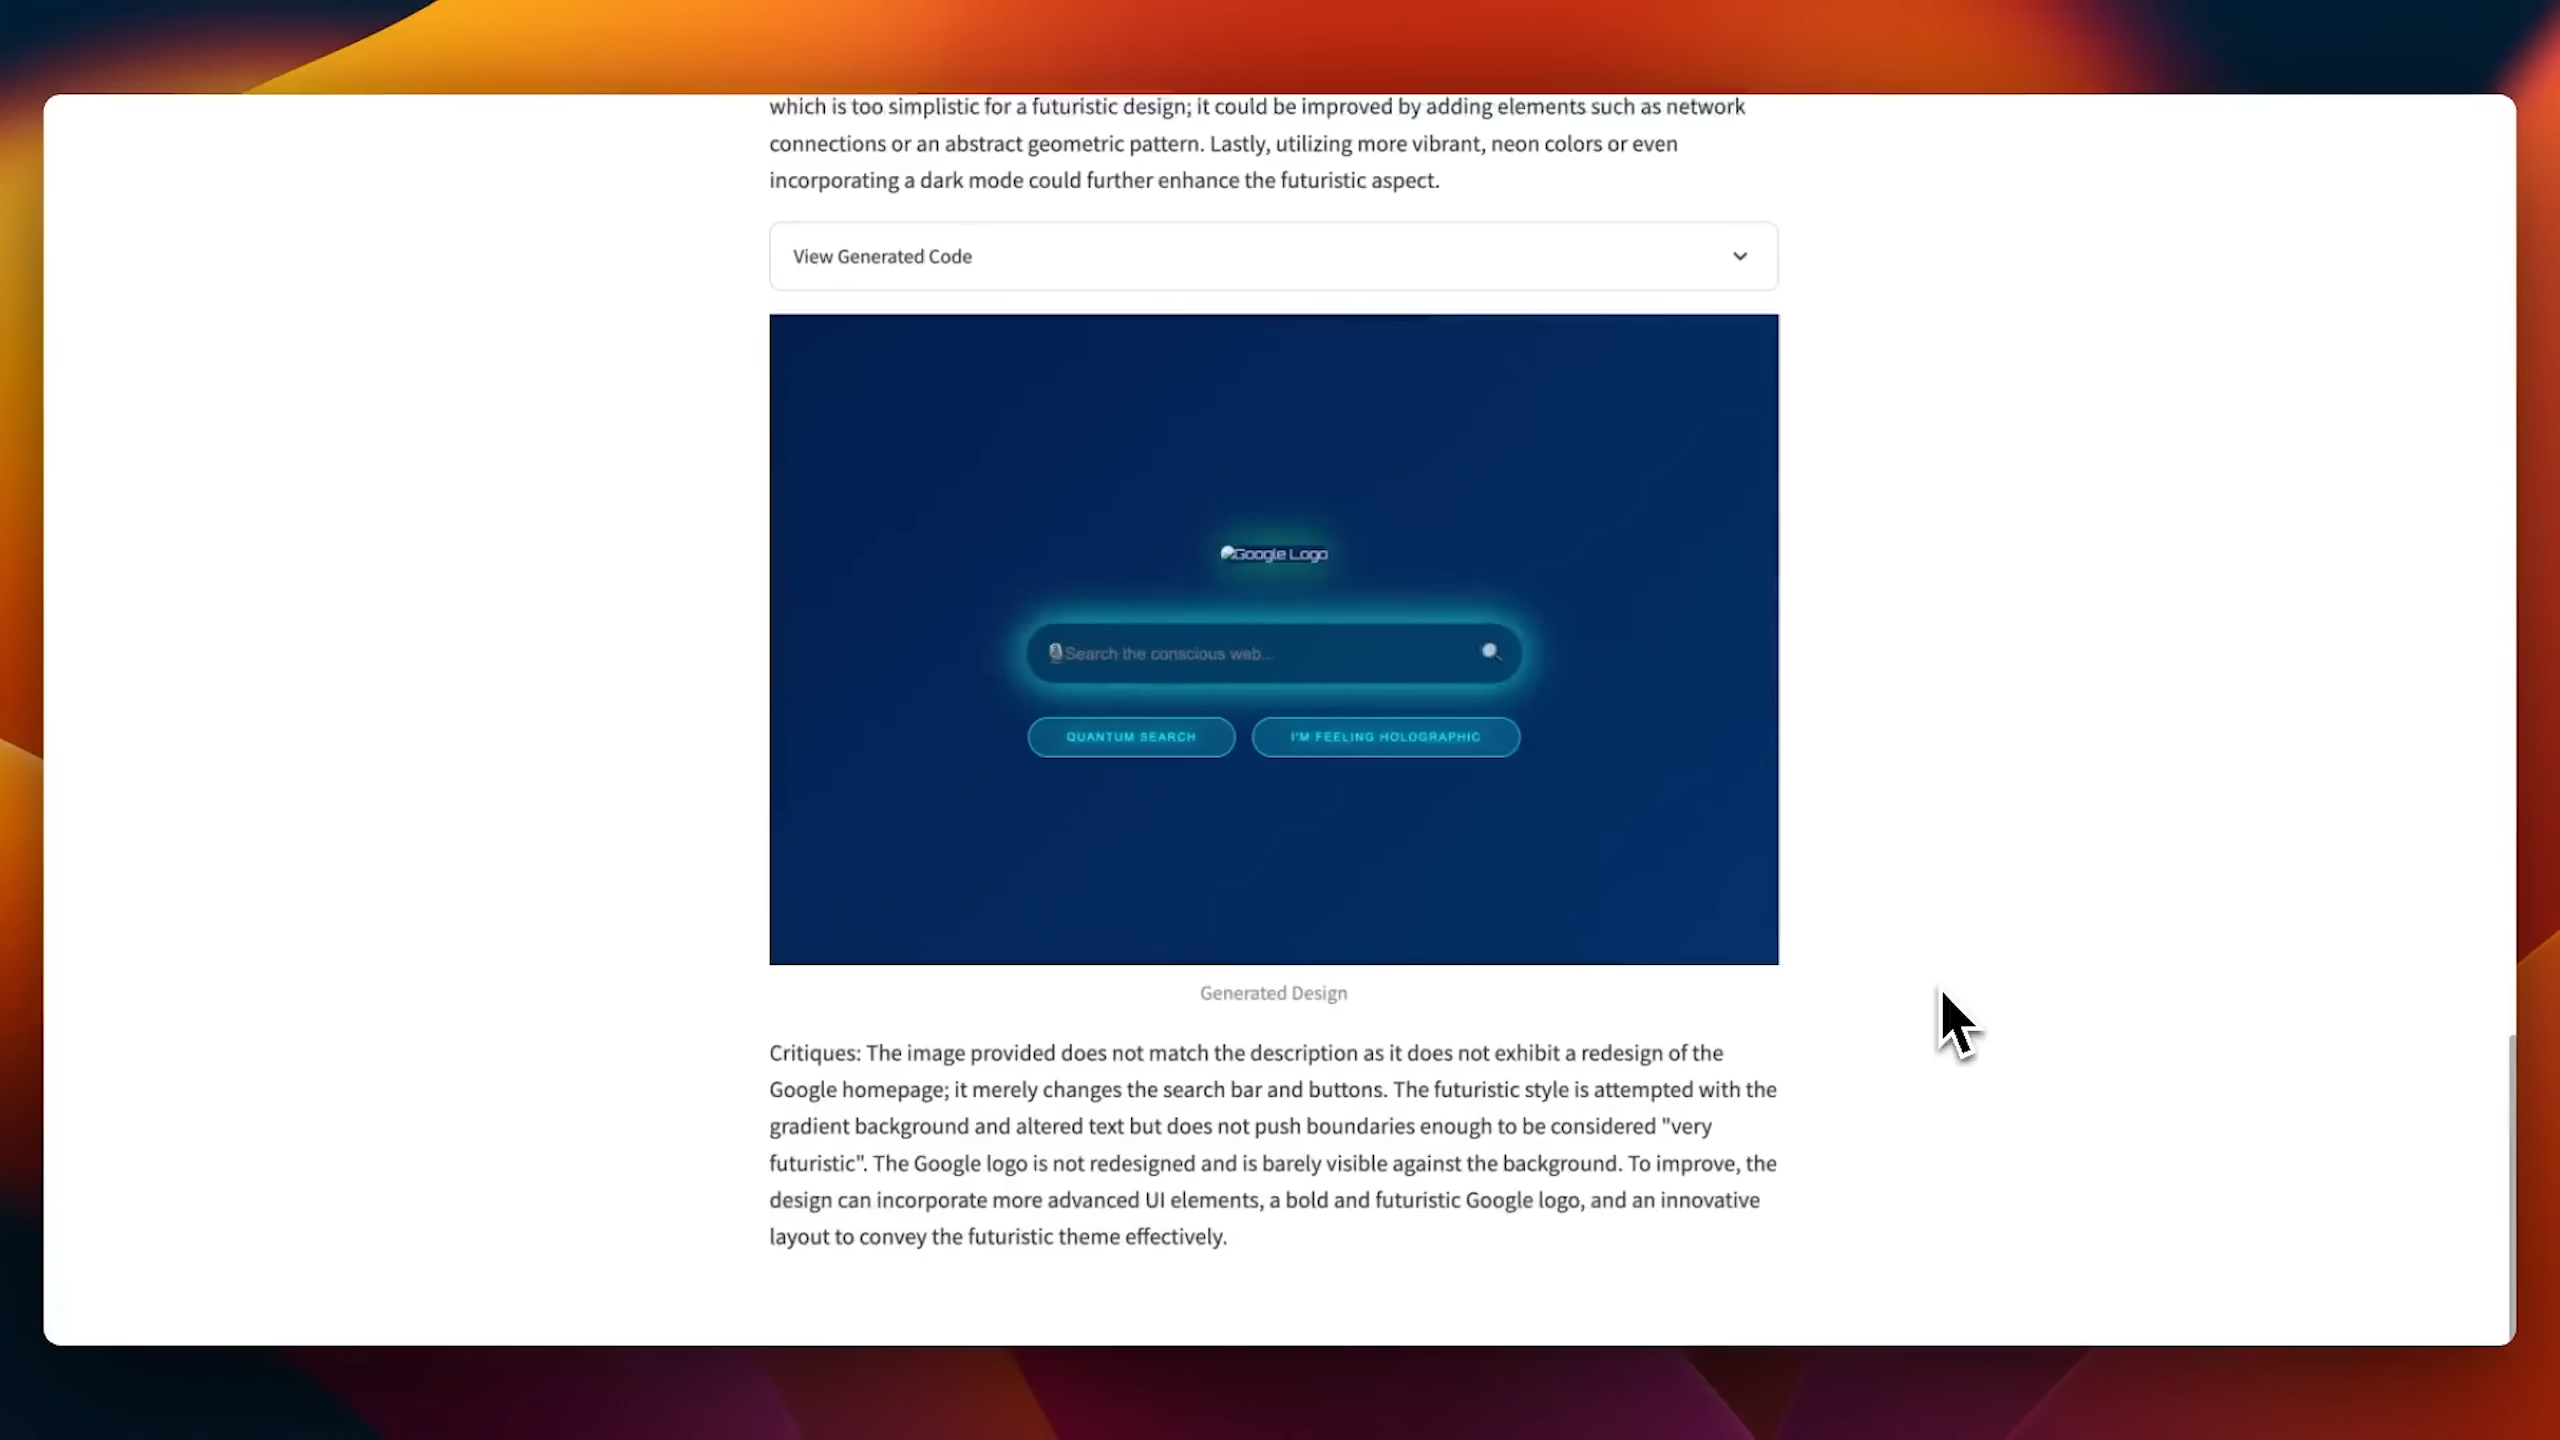 which is too simplistic for a futuristic design; it could be improved by adding elements such as network
connections or an abstract geometric pattern. Lastly, utilizing more vibrant, neon colors or even
incorporating a dark mode could further enhance the futuristic aspect.
View Generated Code
Google Logo
Search the conscious web...
QUANTUM SEARCH
I'M FEELING HOLOGRAPHIC
Generated Design
Critiques: The image provided does not match the description as it does not exhibit a redesign of the
Google homepage; it merely changes the search bar and buttons. The futuristic style is attempted with the
gradient background and altered text but does not push boundaries enough to be considered "very
futuristic". The Google logo is not redesigned and is barely visible against the background. To improve, the
design can incorporate more advanced UI elements, a bold and futuristic Google logo, and an innovative
layout to convey the futuristic theme effectively.